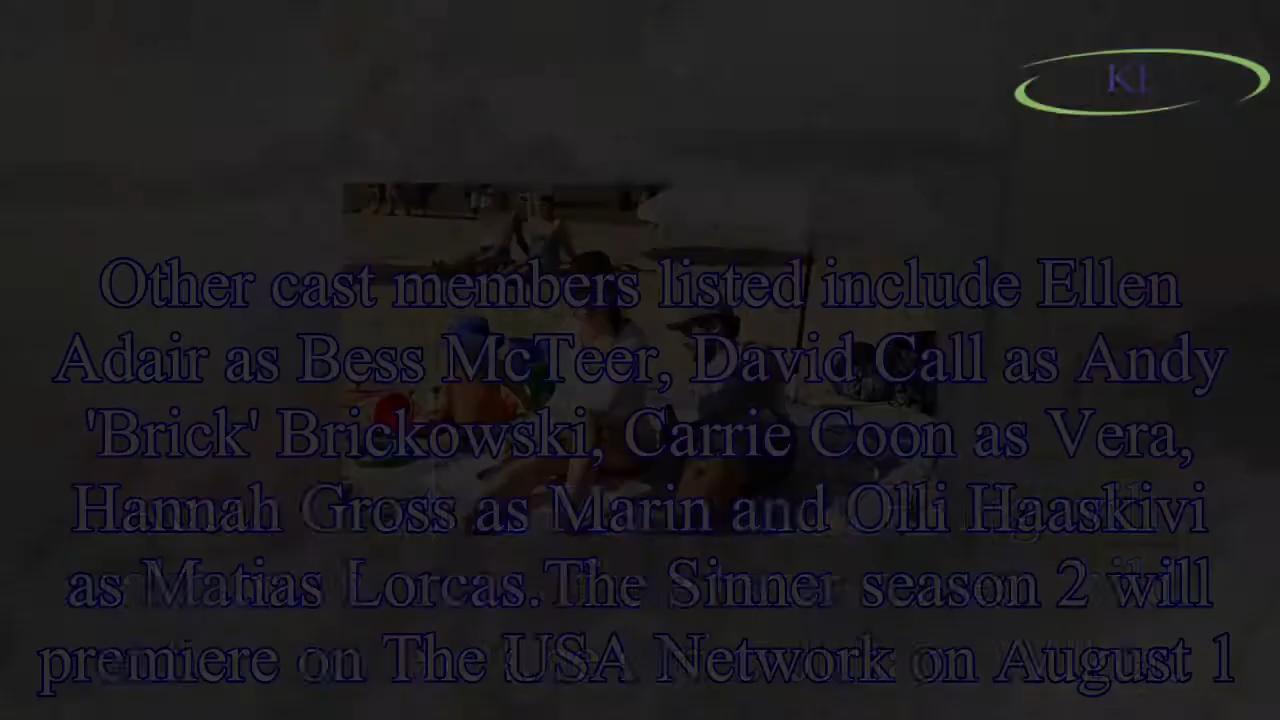 KL
Other cast members listed include Ellen
Adair as Bess McTeer, David Call as Andy
'Brick' Brickowski, Carrie Coon as Vera,
Hannah Gross as Marin and Olli Haaskivi
as Matias Lorcas.The Sinner season 2 will
premiere on The USA Network on August 1